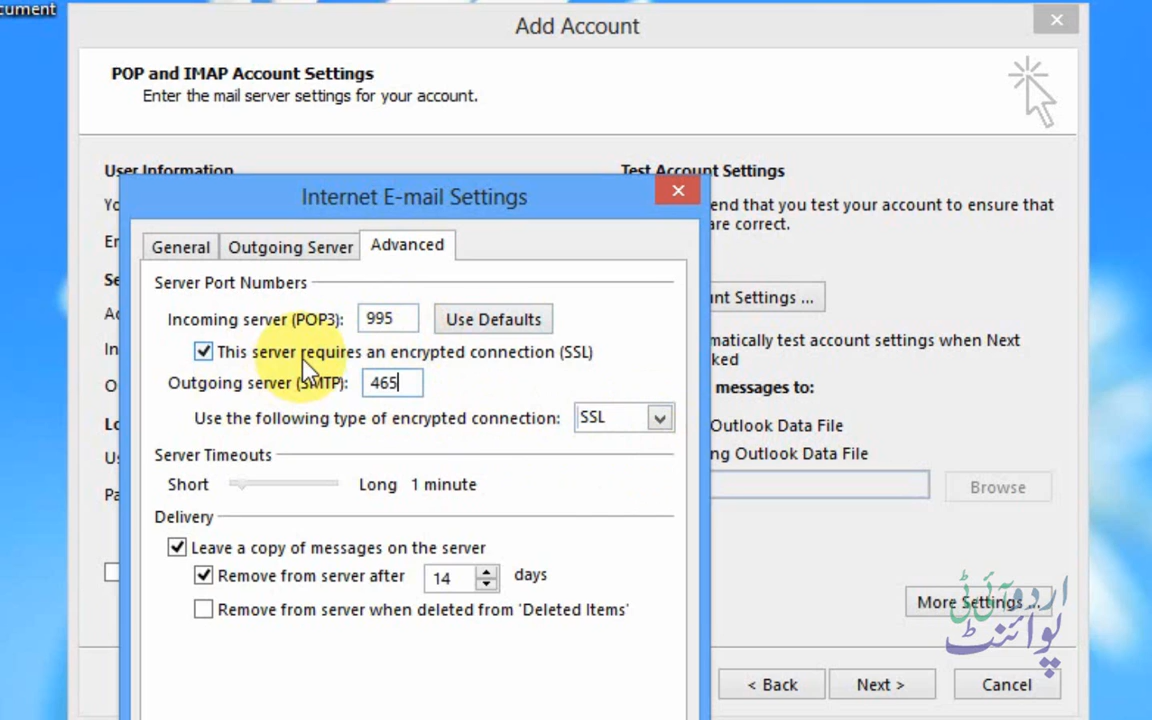 cument
Add Account
POP and IMAP Account Settings
Enter the mail server settings for your account.
User Information
Test Account Settings
end that you test your account to ensure that
are correct.
Internet E-mail Settings
General
Outgoing Server
Advanced
Server Port Numbers
Incoming server (POP3): 995 Use Defaults
This server requires an encrypted connection (SSL)
Outgoing server (SMTP): 465
Use the following type of encrypted connection: SSL
Server Timeouts
Short Long 1 minute
Delivery
Leave a copy of messages on the server
Remove from server after 14 days
Remove from server when deleted from 'Deleted Items'
nt Settings ...
matically test account settings when Next
ked
messages to:
Outlook Data File
ng Outlook Data File
Browse
More Settings ...
اردو آئی ٹی
پوائنٹ
< Back
Next >
Cancel